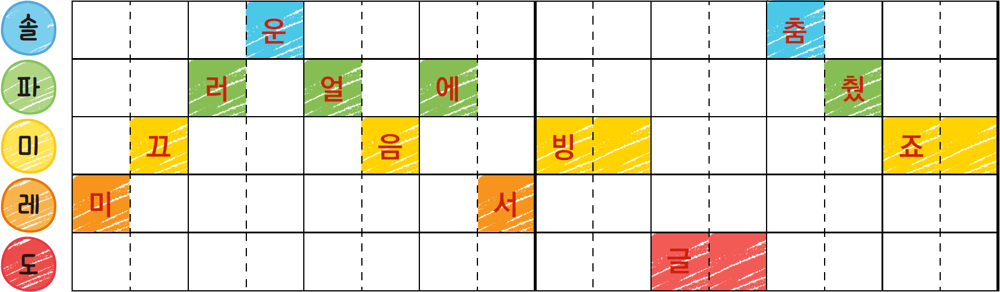 솔 운 춤
파 러 얼 에 췄
미 끄 음 빙 죠
레 미 서
도 글